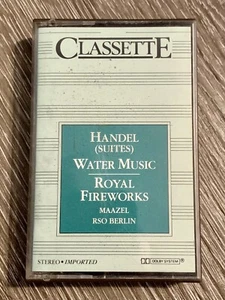 CLASSETTE
HANDEL
(SUITES)
WATER MUSIC
ROYAL
FIREWORKS
MAAZEL
RSO BERLIN
STEREO • IMPORTED
DOLBY SYSTEM ®